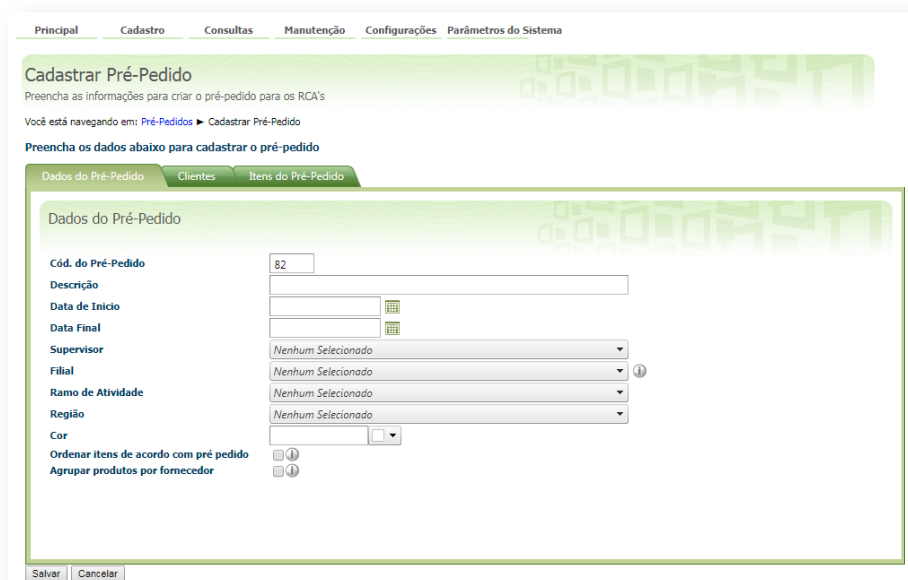 Principal Cadastro Consultas Manutenção Configurações Parâmetros do Sistema
Cadastrar Pré-Pedido
Preencha as informações para criar o pré-pedido para os RCA's
Você está navegando em: Pré-Pedidos ► Cadastrar Pré-Pedido
Preencha os dados abaixo para cadastrar o pré-pedido
Dados do Pré-Pedido Clientes Itens do Pré-Pedido
Dados do Pré-Pedido
Cód. do Pré-Pedido 82
Descrição
Data de Inicio
Data Final
Supervisor Nenhum Selecionado
Filial Nenhum Selecionado
Ramo de Atividade Nenhum Selecionado
Região Nenhum Selecionado
Cor
Ordenar itens de acordo com pré pedido
Agrupar produtos por fornecedor
Salvar Cancelar